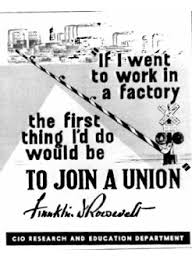 "If I went
to work in
a factory
the first
thing I'd do
would be
TO JOIN A UNION"
Franklin D Roosevelt
CIO RESEARCH AND EDUCATION DEPARTMENT